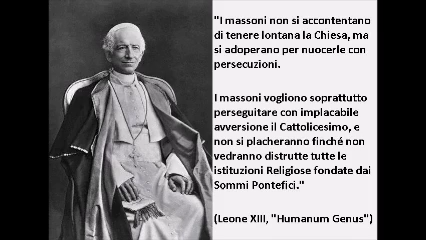 "I massoni non si accontentano
di tenere lontana la Chiesa, ma
si adoperano per nuocerle con
persecuzioni.
I massoni vogliono soprattutto
perseguitare con implacabile
avversione il Cattolicesimo, e
non si placheranno finché non
vedranno distrutte tutte le
istituzioni Religiose fondate dai
Sommi Pontefici."
(Leone XIII, "Humanum Genus")